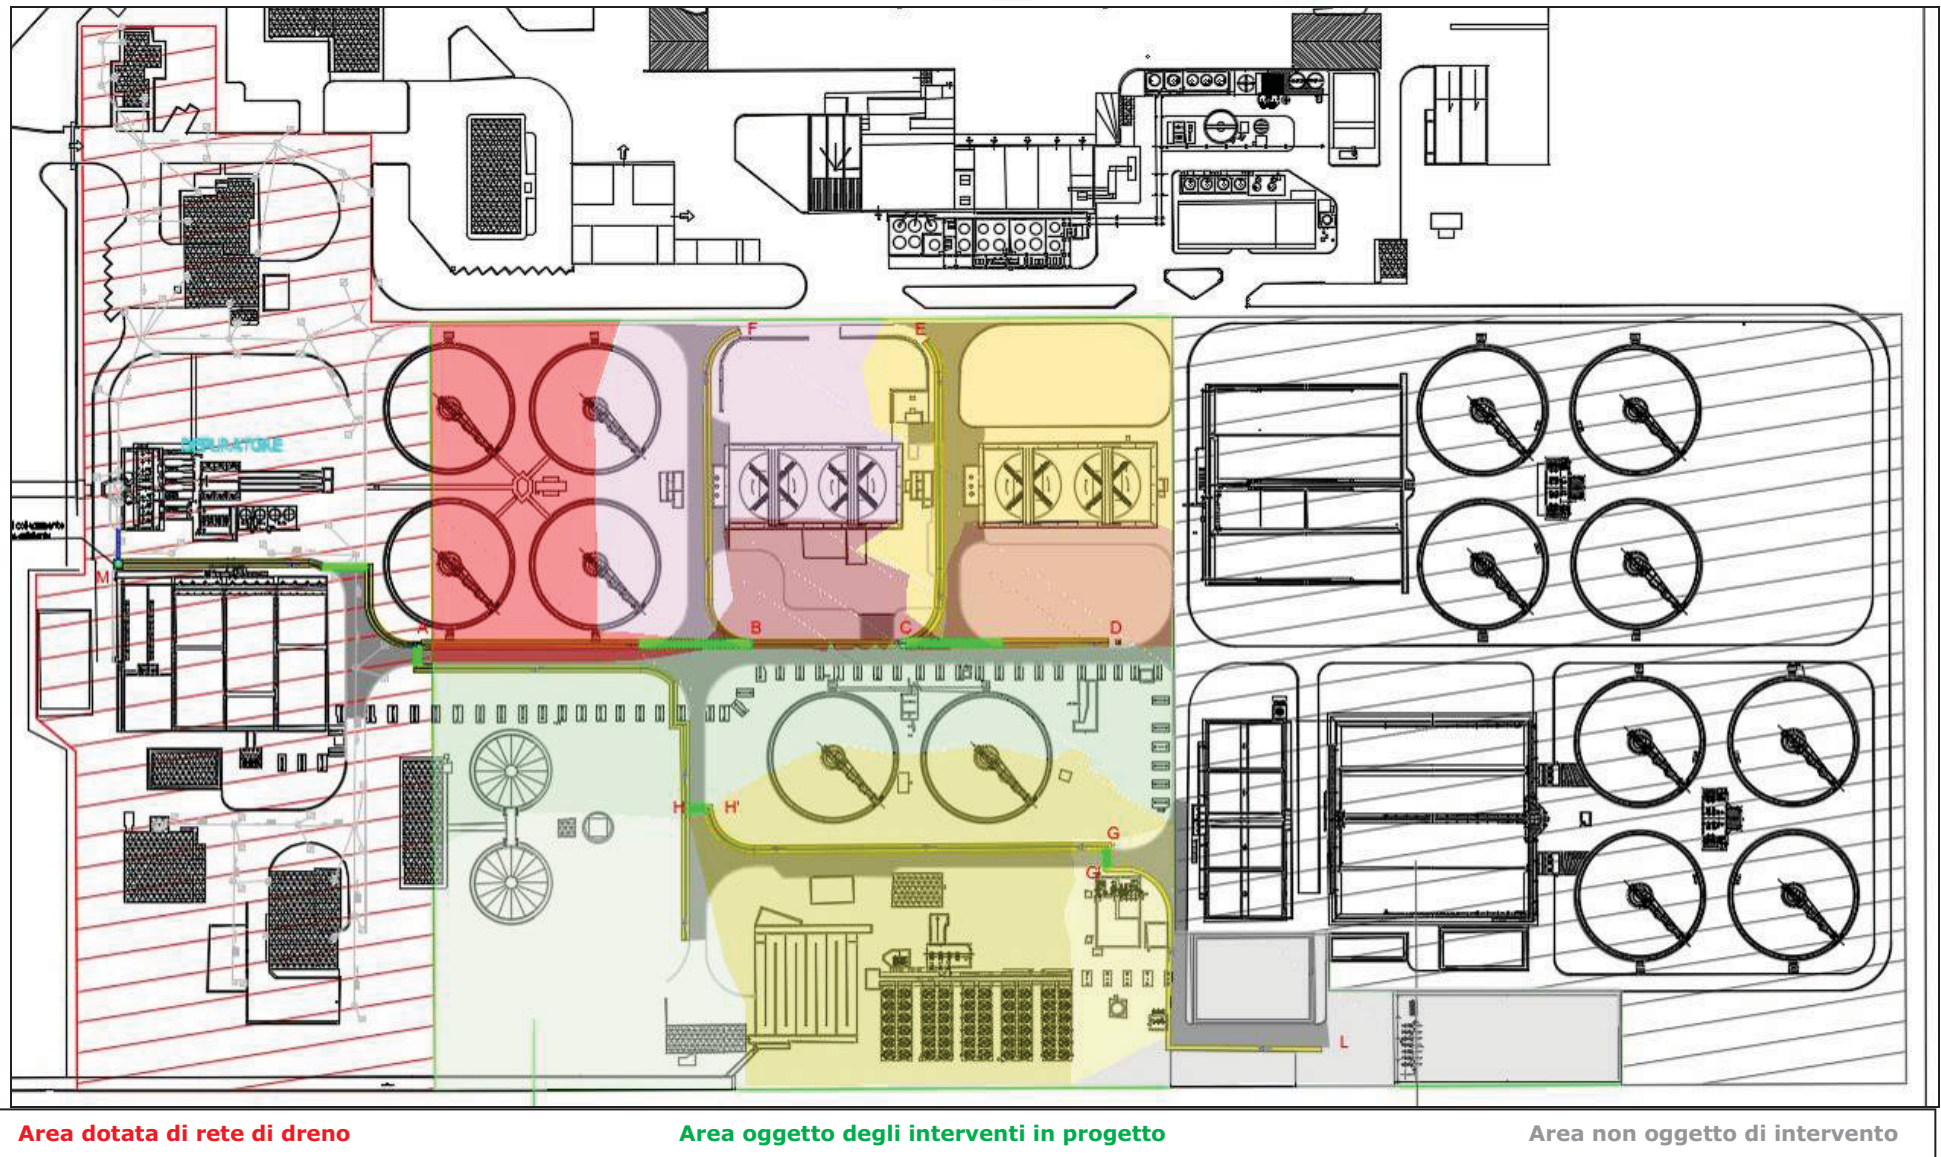 F
E
DEPURATORE
M
A
B
C
D
H
H'
G
G'
L
Area dotata di rete di dreno
Area oggetto degli interventi in progetto
Area non oggetto di intervento